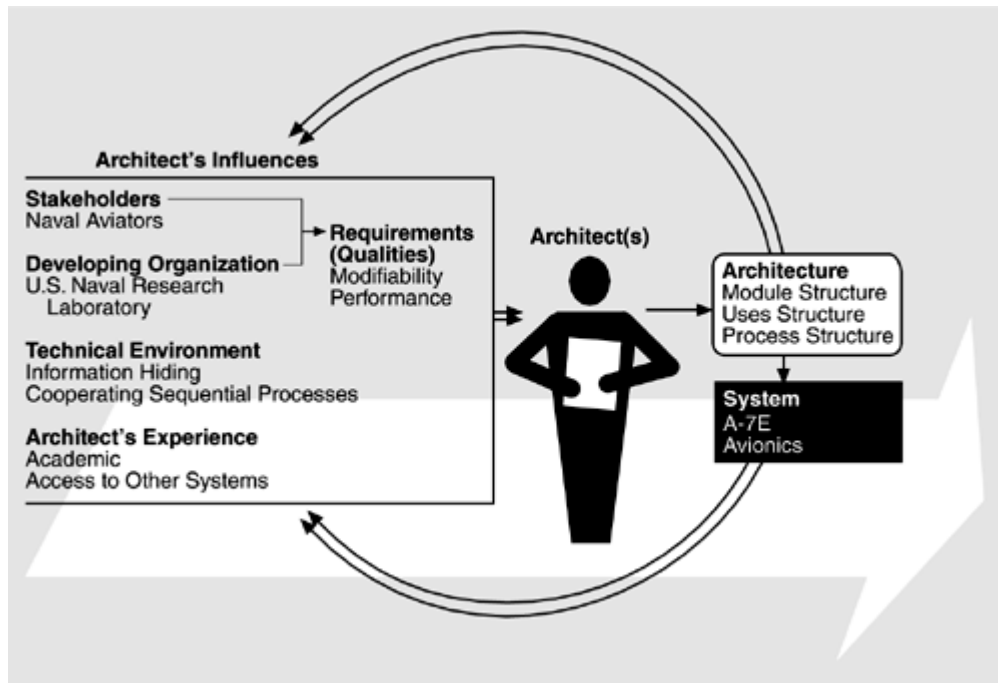 Architect's Influences
Stakeholders
Naval Aviators
Developing Organization
U.S. Naval Research
Laboratory
Requirements
(Qualities)
Modifiability
Performance
Technical Environment
Information Hiding
Cooperating Sequential Processes
Architect's Experience
Academic
Access to Other Systems
Architect(s)
Architecture
Module Structure
Uses Structure
Process Structure
System
A-7E
Avionics